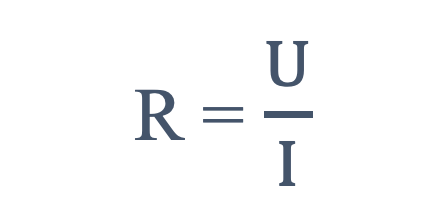 R = U / I